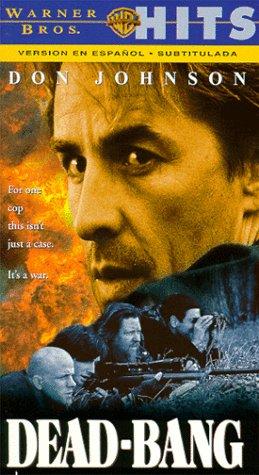 WARNER
BROS.
HITS
VERSION EN ESPAÑOL • SUBTITULADA
DON JOHNSON
For one
cop
this isn't
just a case.
It's a war.
DEAD-BANG